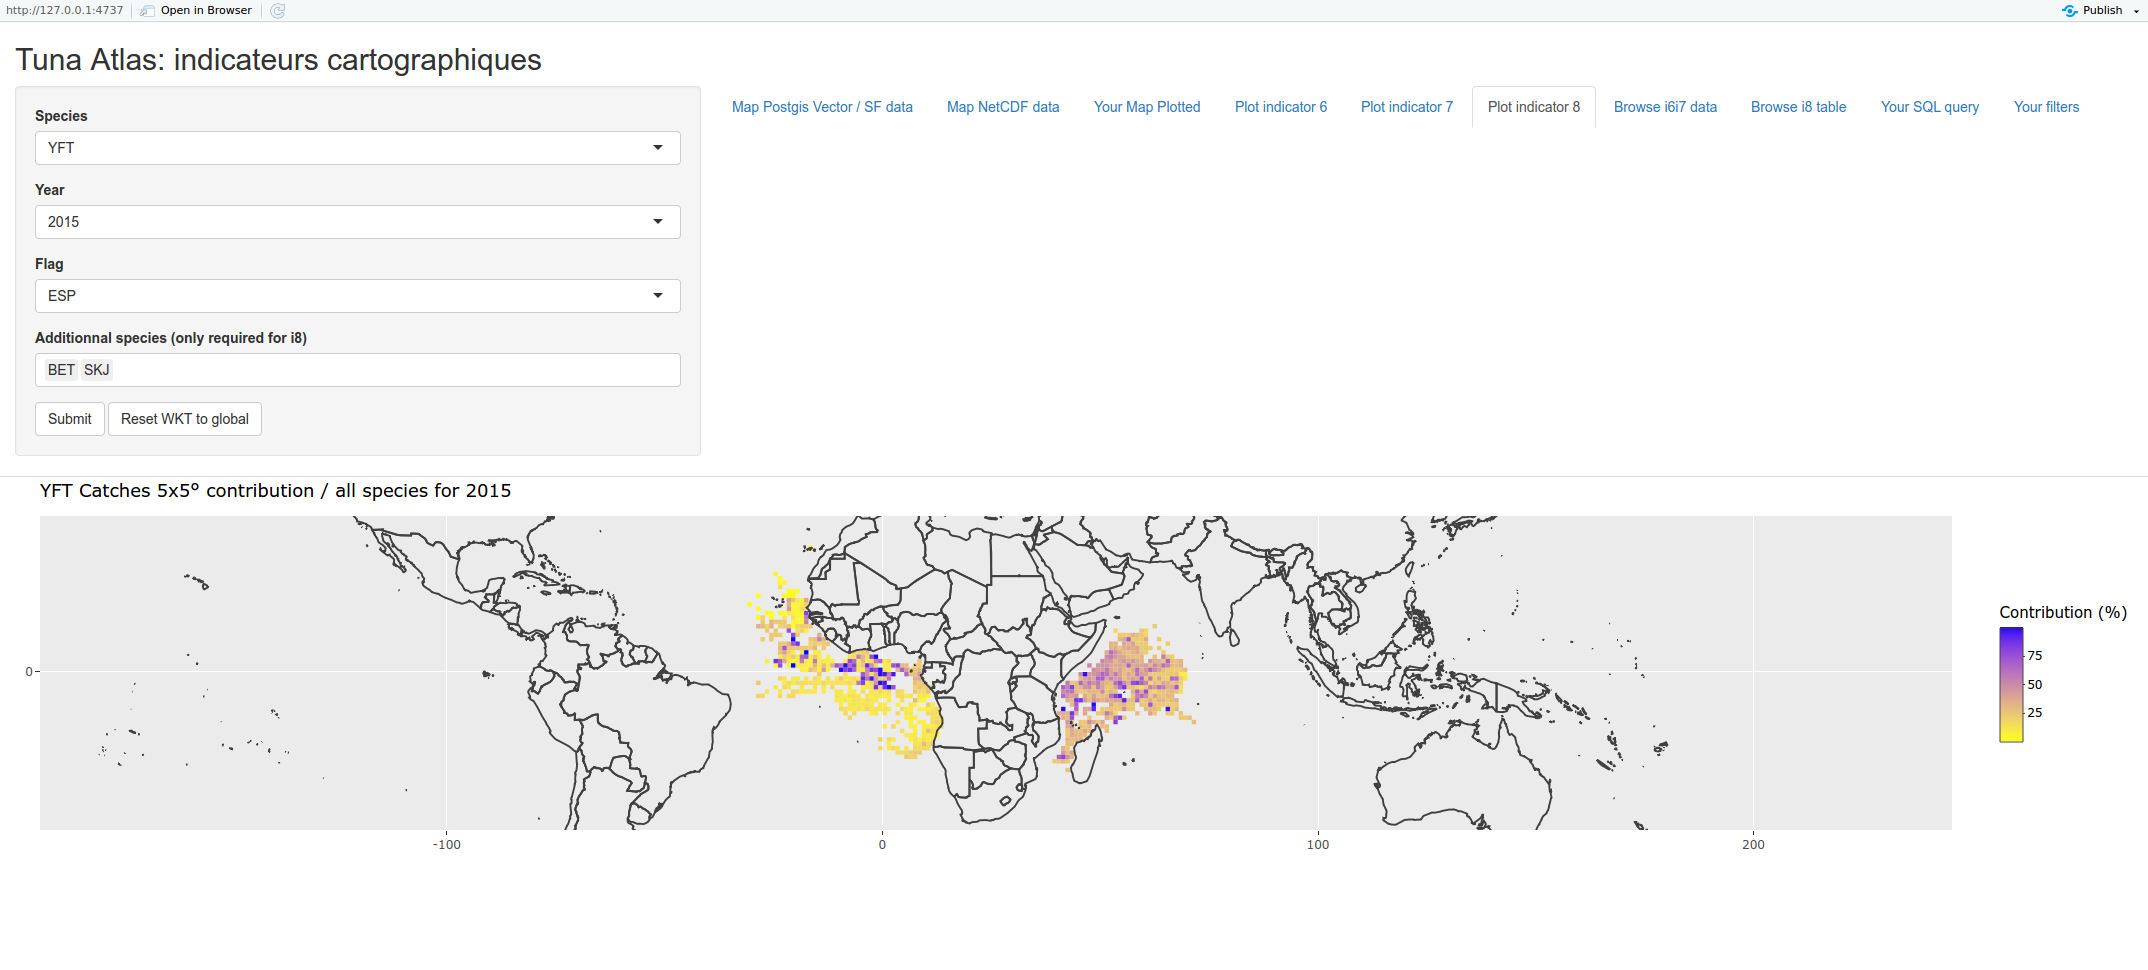 http://127.0.0.1:4737 Open in Browser Publish
Tuna Atlas: indicateurs cartographiques
Species
YFT
Year
2015
Flag
ESP
Additionnal species (only required for i8)
BET SKJ
Submit Reset WKT to global
Map Postgis Vector / SF data Map NetCDF data Your Map Plotted Plot indicator 6 Plot indicator 7 Plot indicator 8 Browse i6i7 data Browse i8 table Your SQL query Your filters
YFT Catches 5x5º contribution / all species for 2015
0
-100 0 100 200
Contribution (%)
75
50
25